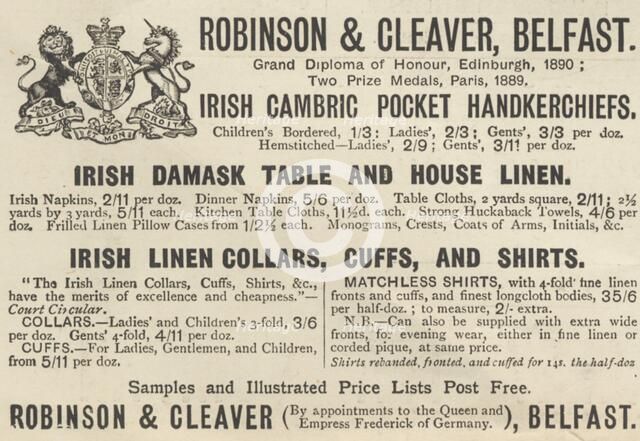 ROBINSON & CLEAVER, BELFAST.
Grand Diploma of Honour, Edinburgh, 1890 ;
Two Prize Medals, Paris, 1889.
IRISH CAMBRIC POCKET HANDKERCHIEFS.
Children's Bordered, 1/3 : Ladies', 2/3 ; Gents', 3/3 per doz.
Hemstitched—Ladies', 2/9 ; Gents', 3/11 per doz.
DIEU ET MON DROIT
IRISH DAMASK TABLE AND HOUSE LINEN.
Irish Napkins, 2/11 per doz. Dinner Napkins, 5/6 per doz. Table Cloths, 2 yards square, 2/11 ; 2½
yards by 3 yards, 5/11 each. Kitchen Table Cloths, 11½d. each. Strong Huckaback Towels, 4/6 per
doz. Frilled Linen Pillow Cases from 1/2½ each. Monograms, Crests, Coats of Arms, Initials, &c.
IRISH LINEN COLLARS, CUFFS, AND SHIRTS.
"The Irish Linen Collars, Cuffs, Shirts, &c.,
have the merits of excellence and cheapness."—
Court Circular.
COLLARS.—Ladies' and Children's 3-fold, 3/6
per doz. Gents' 4-fold, 4/11 per doz.
CUFFS.—For Ladies, Gentlemen, and Children,
from 5/11 per doz.
MATCHLESS SHIRTS, with 4-fold fine linen
fronts and cuffs, and finest longcloth bodies, 35/6
per half-doz. ; to measure, 2/- extra.
N.B.—Can also be supplied with extra wide
fronts, for evening wear, either in fine linen or
corded pique, at same price.
Shirts rebanded, fronted, and cuffed for 14s. the half-doz
Samples and Illustrated Price Lists Post Free.
ROBINSON & CLEAVER (By appointments to the Queen and
Empress Frederick of Germany. ), BELFAST.
Heritage
Heritage